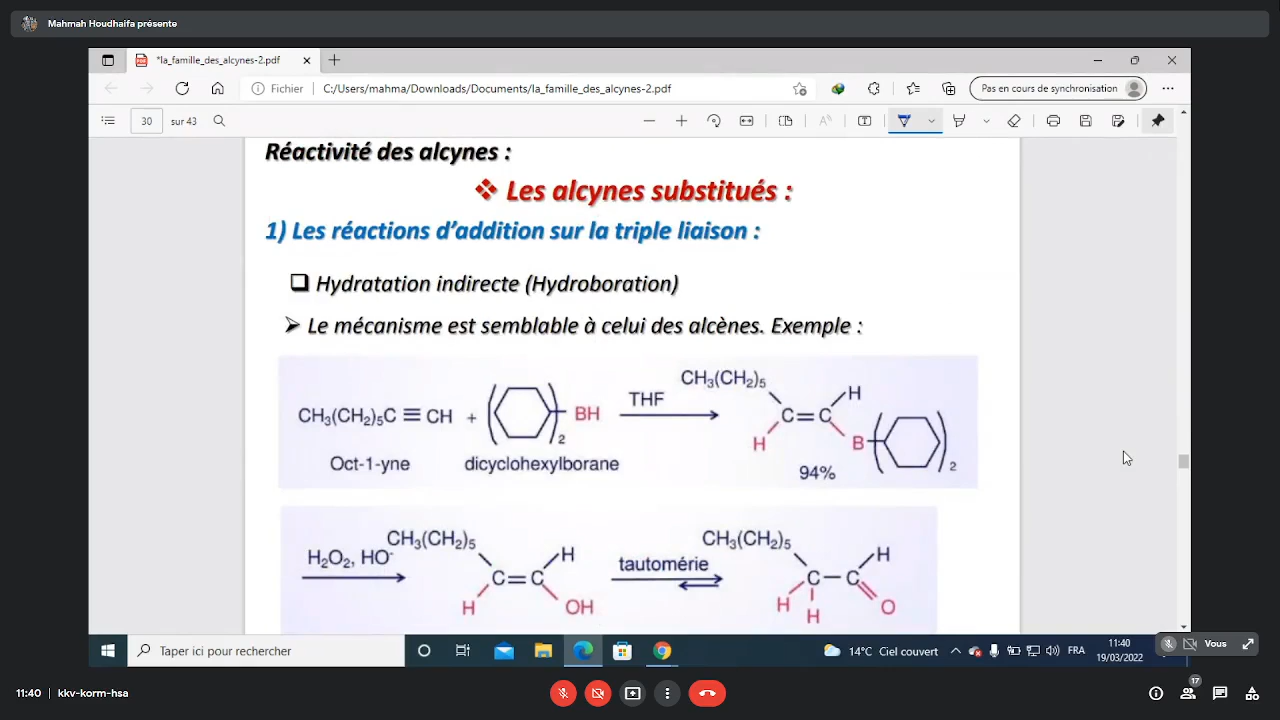 Mahmah Houdhaifa présente
*la_famille_des_alcynes-2.pdf
Fichier C:/Users/mahma/Downloads/Documents/la_famille_des_alcynes-2.pdf
Pas en cours de synchronisation
30 sur 43
Réactivité des alcynes :
❖ Les alcynes substitués :
1) Les réactions d’addition sur la triple liaison :
❑ Hydratation indirecte (Hydroboration)
➢ Le mécanisme est semblable à celui des alcènes. Exemple :
CH₃(CH₂)₅C ≡ CH + ( )₂ BH THF CH₃(CH₂)₅ H C = C H B ( )₂
Oct-1-yne dicyclohexylborane 94%
H₂O₂, HO⁻ CH₃(CH₂)₅ H C = C H OH tautomérie CH₃(CH₂)₅ H C – C H H O
Taper ici pour rechercher
14°C Ciel couvert FRA
11:40
19/03/2022
Vous
11:40 kkv-korm-hsa
17